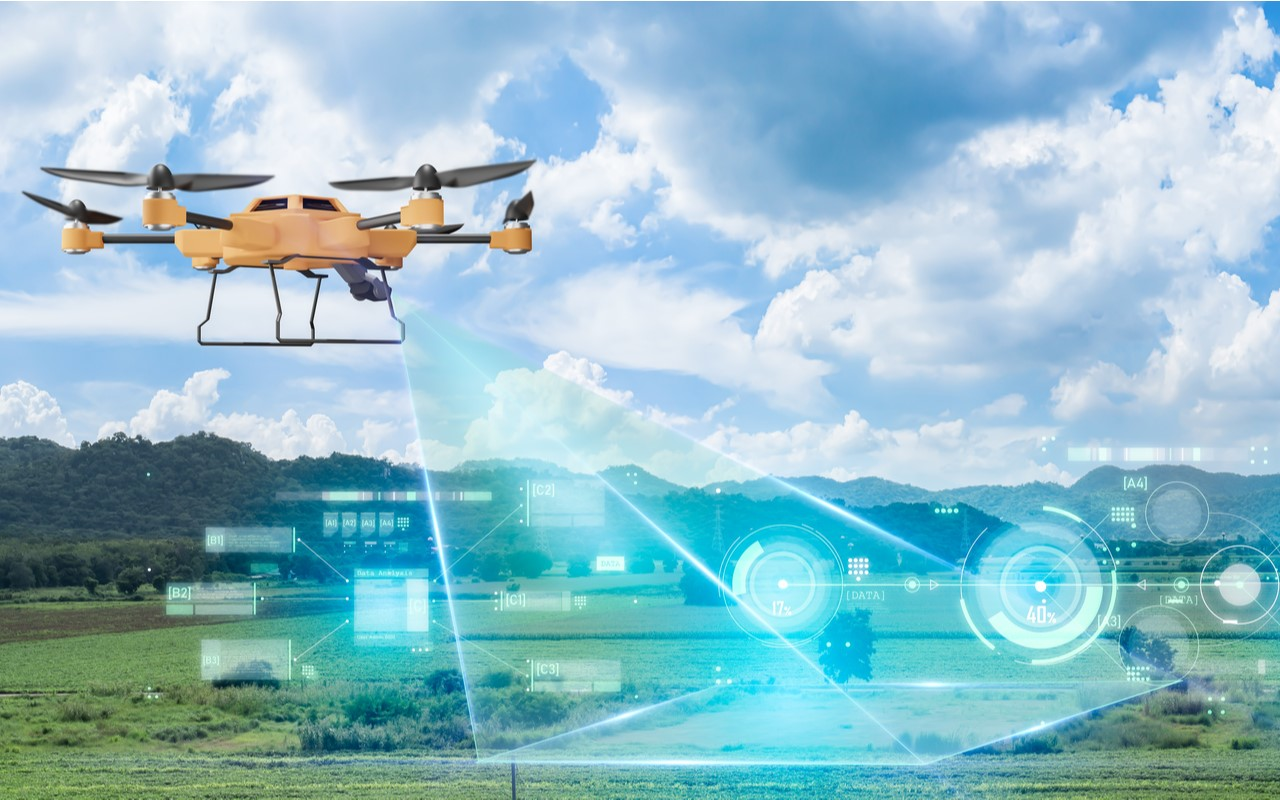 [A4]
[C2]
[A1] [A2] [A3] [A4]
[B1]
DATA
Data Analysis
[B2]
[C]
[C1]
[DATA]
[DATA]
17%
40%
[A3]
[B3]
[C3]